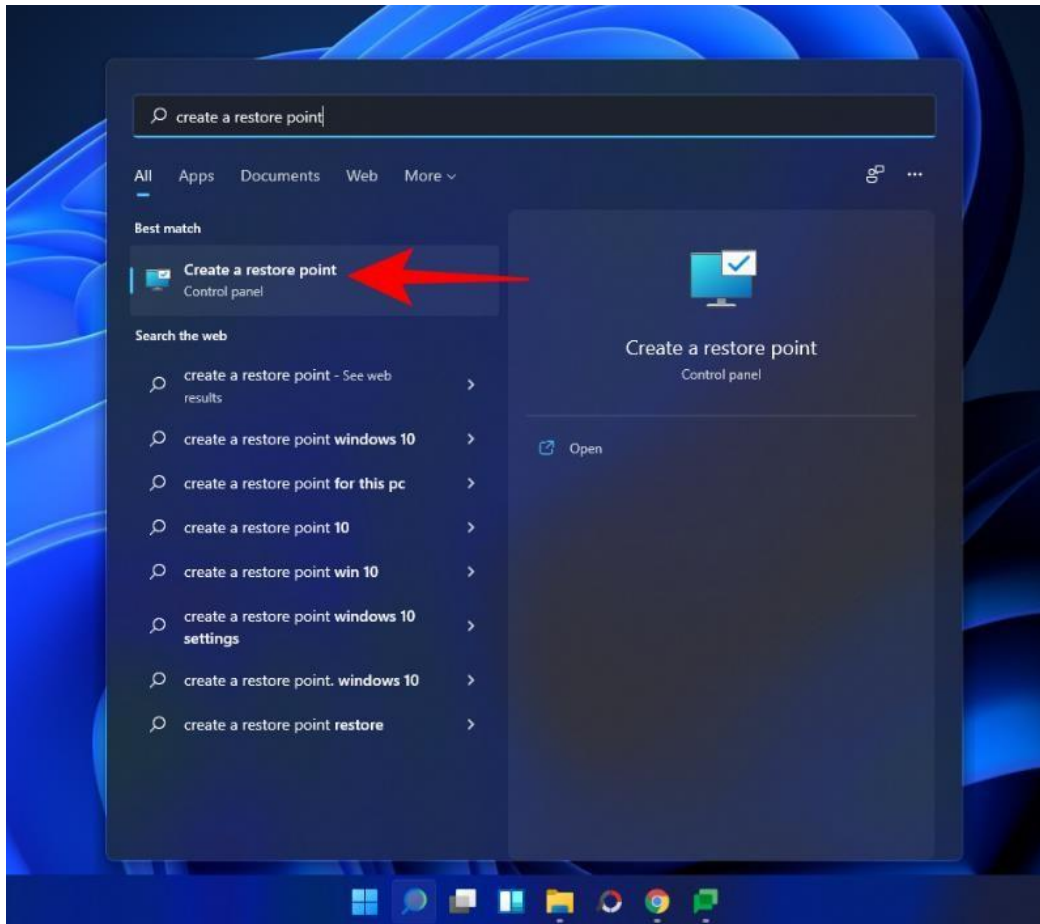 create a restore point
All Apps Documents Web More
Best match
Create a restore point
Control panel
Search the web
create a restore point - See web
results
create a restore point windows 10
create a restore point for this pc
create a restore point 10
create a restore point win 10
create a restore point windows 10
settings
create a restore point. windows 10
create a restore point restore
Create a restore point
Control panel
Open